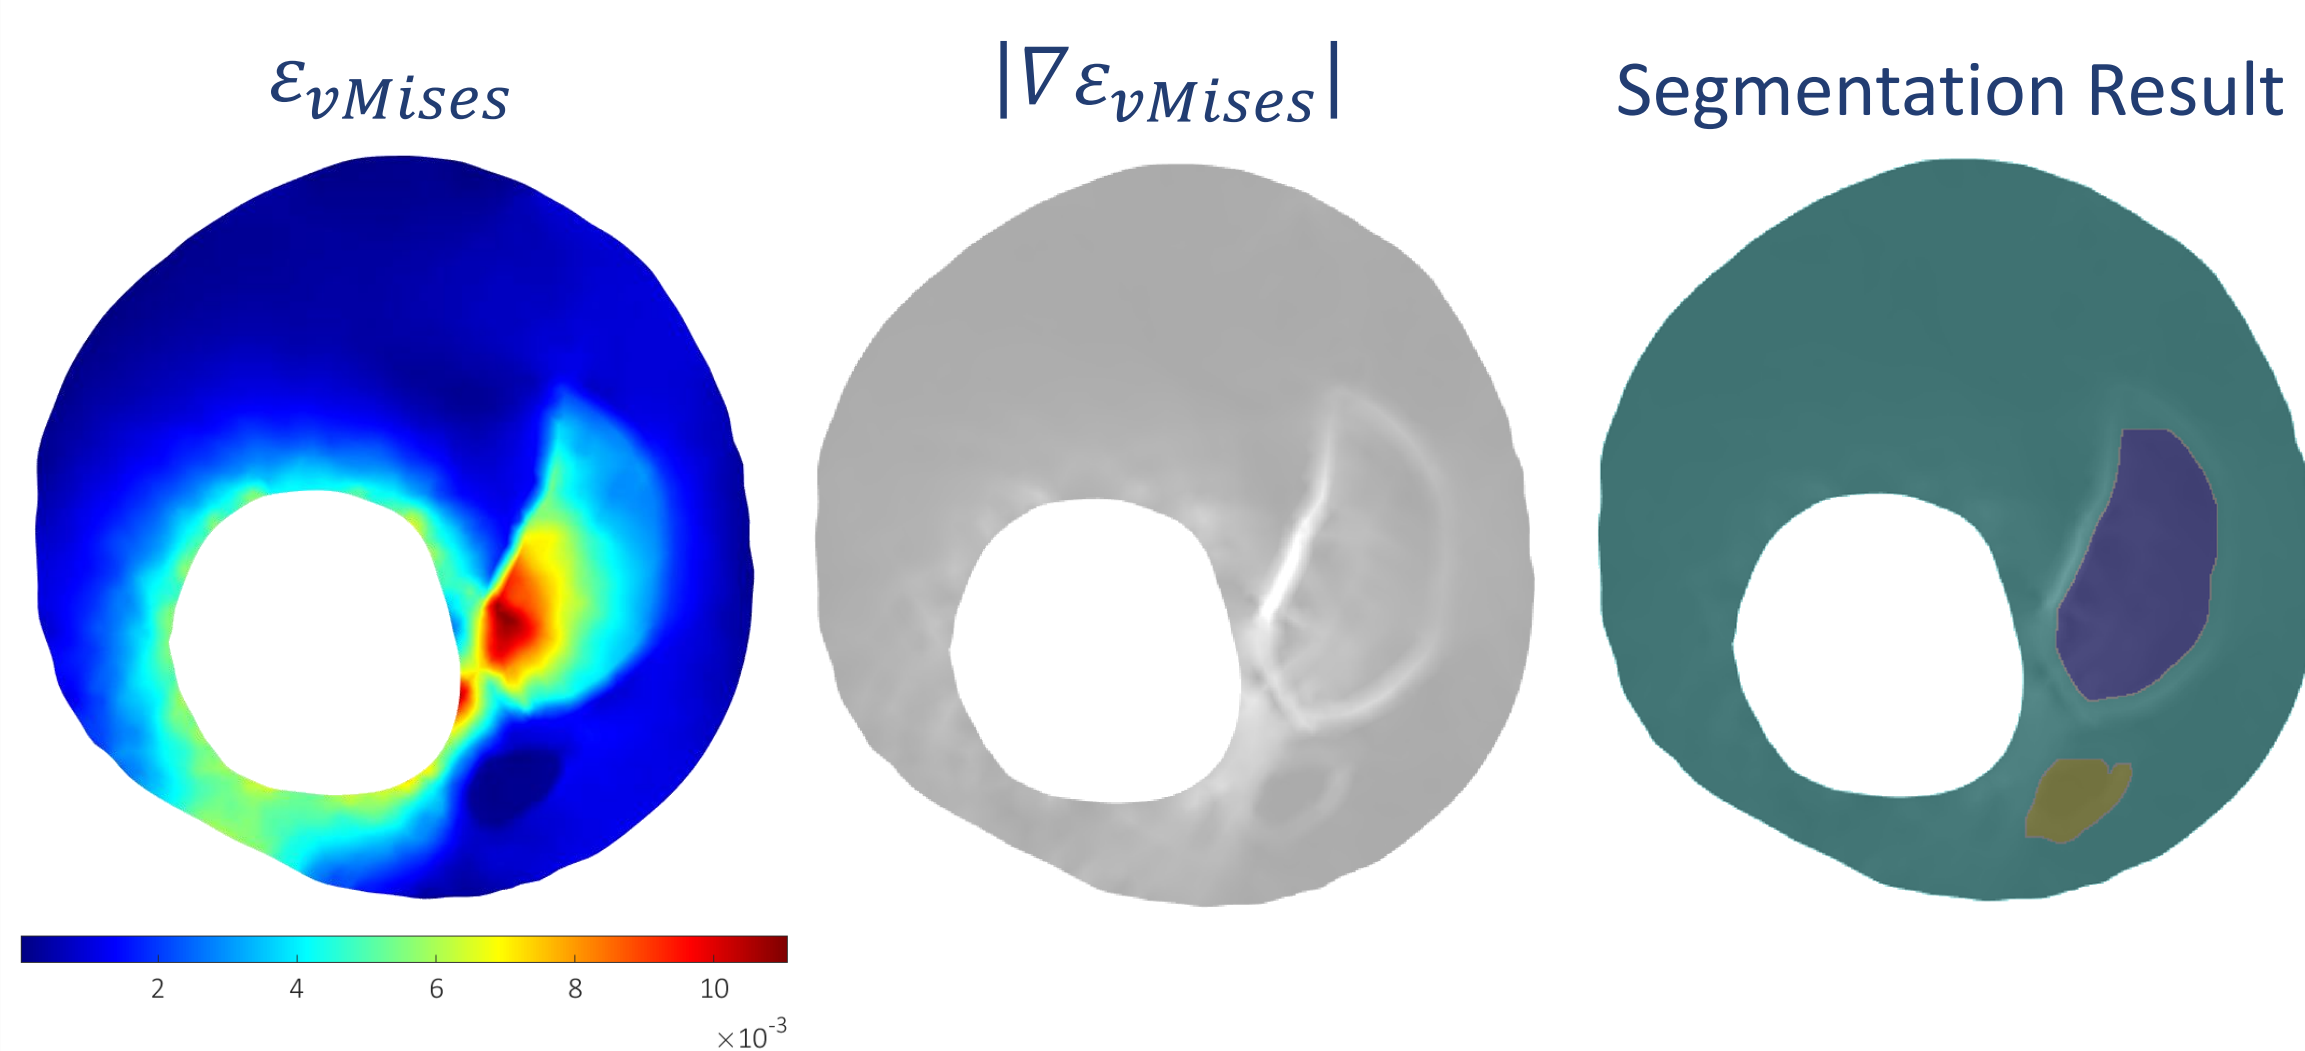 εvMises
|∇εvMises|
Segmentation Result
2 4 6 8 10
×10-3